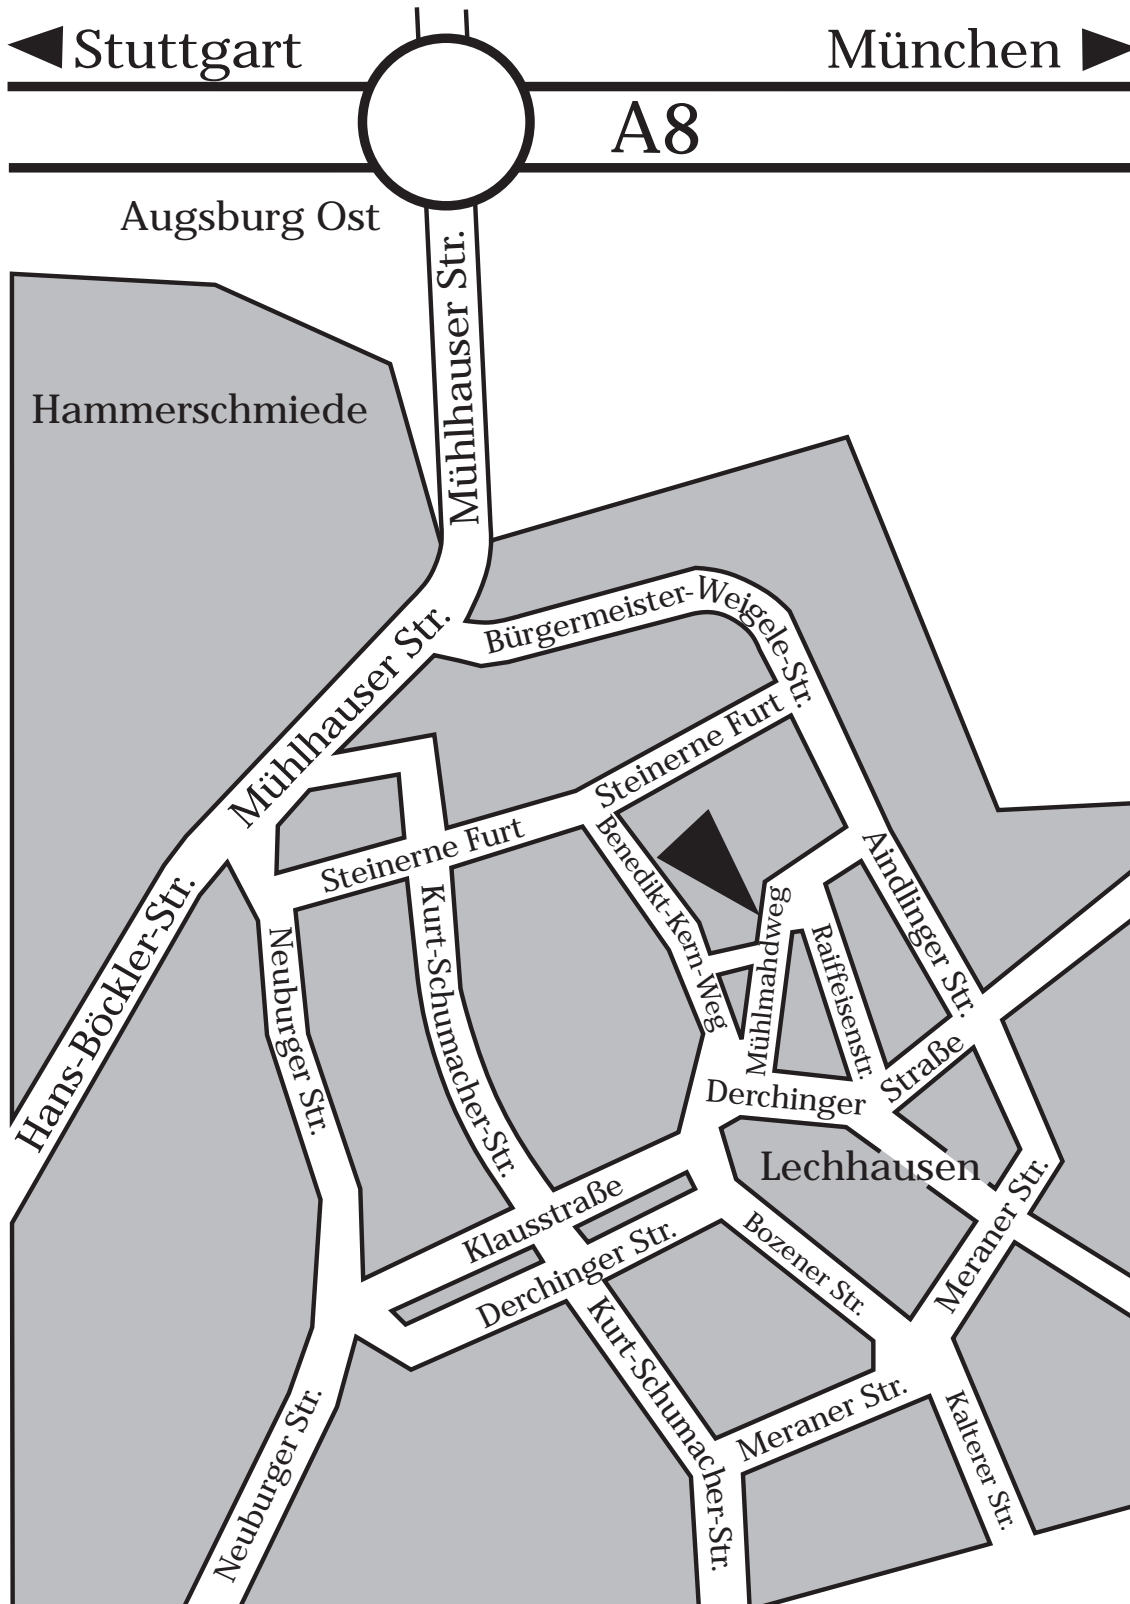 Stuttgart
München
A8
Augsburg Ost
Mühlhauser Str.
Hammerschmiede
Bürgermeister-Weigele-Str.
Mühlhauser Str.
Steinerne Furt
Steinerne Furt
Benedikt-Kern-Weg
Aindlinger Str.
Hans-Böckler-Str.
Neuburger Str.
Kurt-Schumacher-Str.
Mühlmahdweg
Raiffeisenstr.
Derchinger
Straße
Lechhausen
Klausstraße
Derchinger Str.
Bozener Str.
Meraner Str.
Kurt-Schumacher-Str.
Meraner Str.
Kalterer Str.
Neuburger Str.